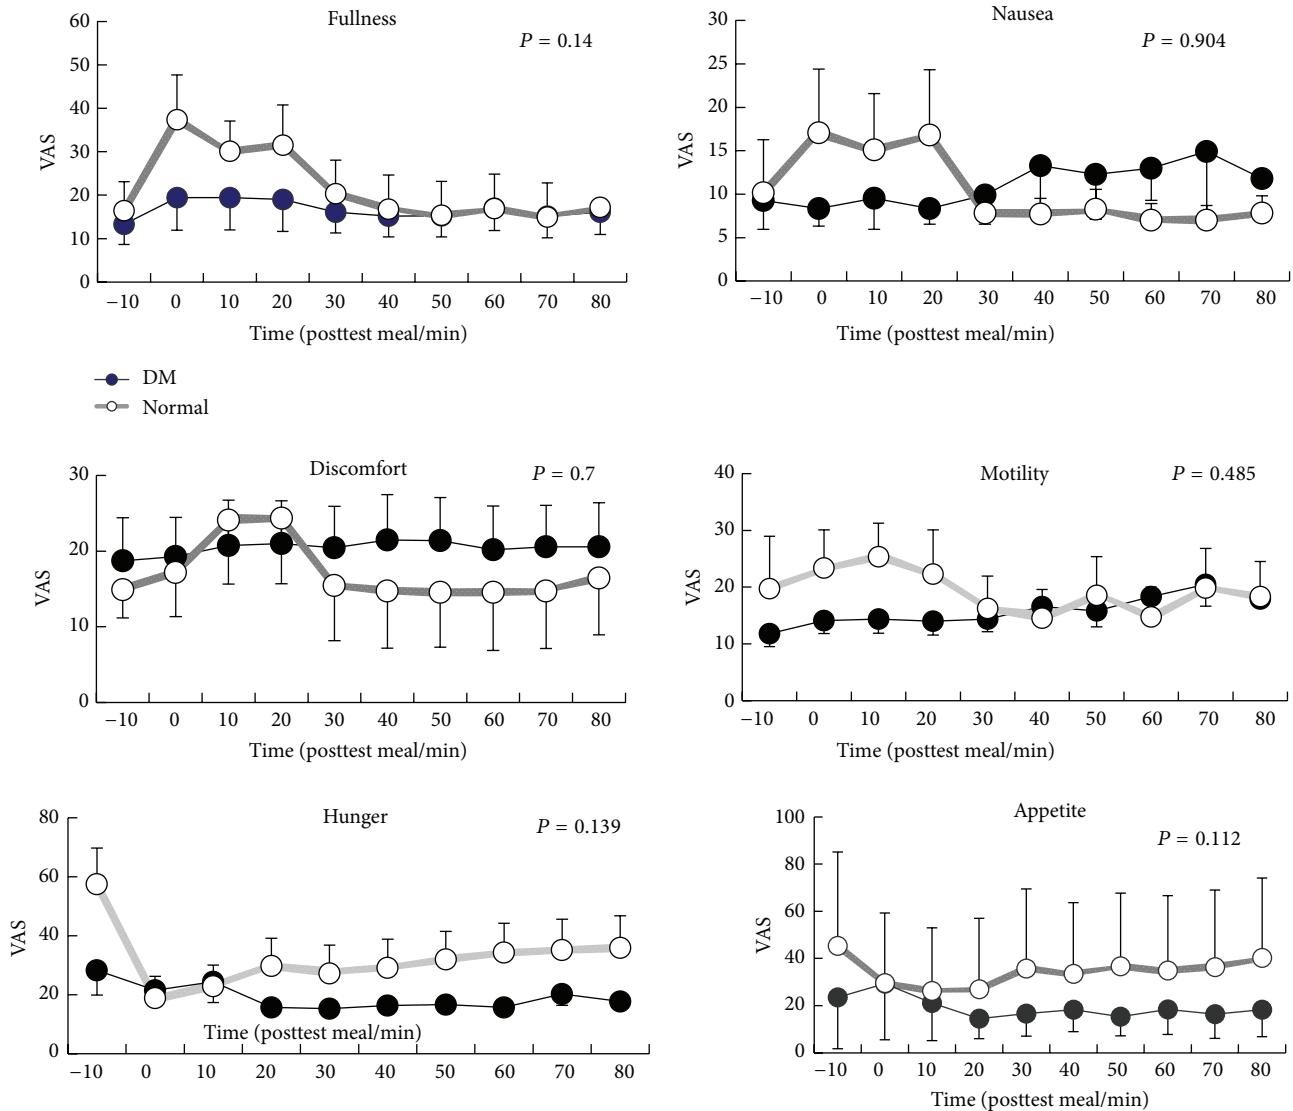 Fullness
P = 0.14
60
50
40
30
20
10
0
VAS
−10 0 10 20 30 40 50 60 70 80
Time (posttest meal/min)
Nausea
P = 0.904
30
25
20
15
10
5
0
VAS
−10 0 10 20 30 40 50 60 70 80
Time (posttest meal/min)
DM
Normal
Discomfort
P = 0.7
30
20
10
0
VAS
−10 0 10 20 30 40 50 60 70 80
Time (posttest meal/min)
Motility
P = 0.485
40
30
20
10
0
VAS
−10 0 10 20 30 40 50 60 70 80
Time (posttest meal/min)
Hunger
P = 0.139
80
60
40
20
0
VAS
Time (posttest meal/min)
−10 0 10 20 30 40 50 60 70 80
Appetite
P = 0.112
100
80
60
40
20
0
VAS
−10 0 10 20 30 40 50 60 70 80
Time (posttest meal/min)